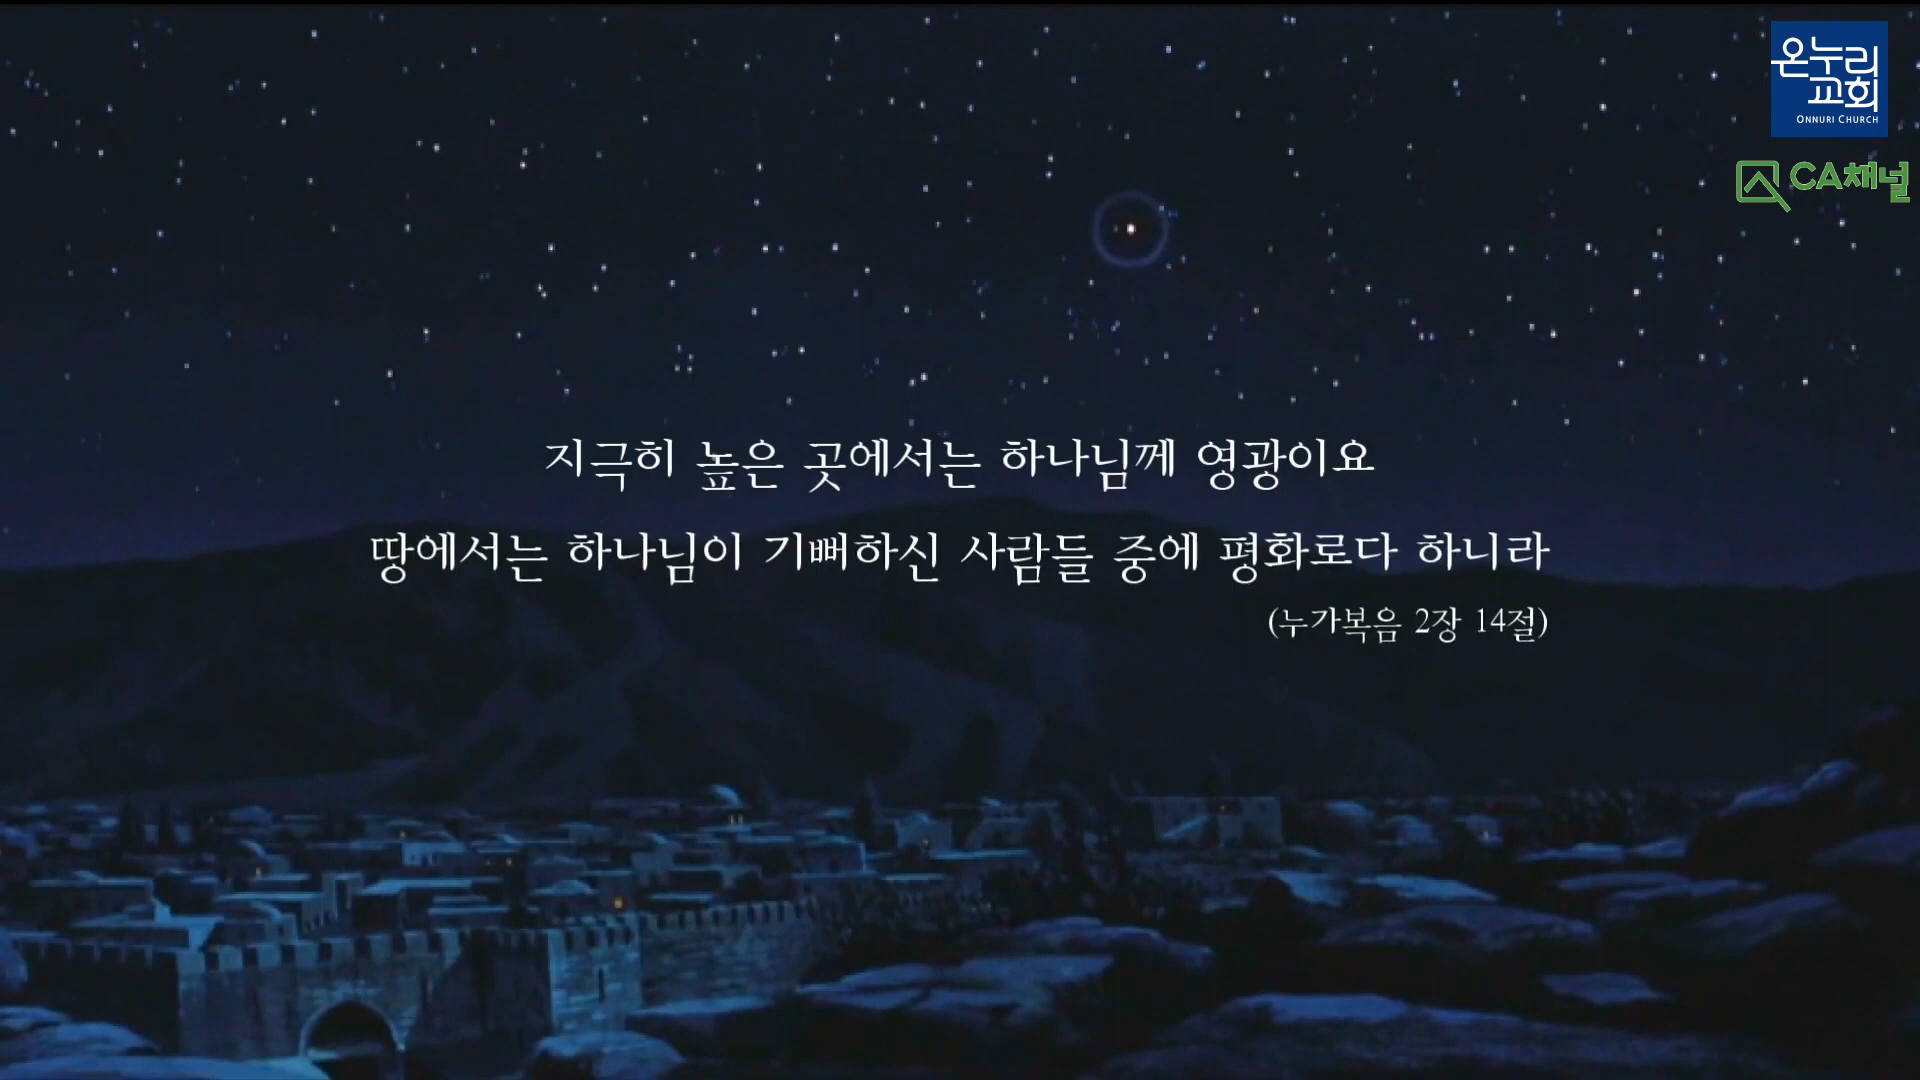 온누리
교회
ONNURI CHURCH
CA채널
지극히 높은 곳에서는 하나님께 영광이요
땅에서는 하나님이 기뻐하신 사람들 중에 평화로다 하니라
(누가복음 2장 14절)